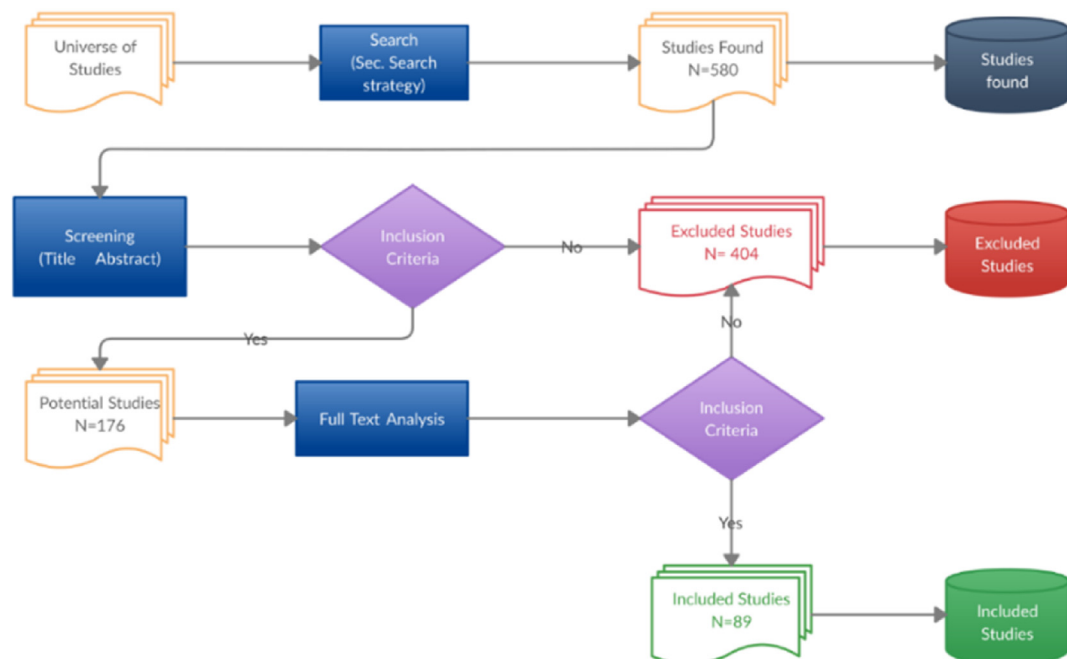 Universe of
Studies
Search
(Sec. Search
strategy)
Studies Found
N=580
Studies
found
Screening
(Title Abstract)
Inclusion
Criteria
No
Excluded Studies
N= 404
Excluded
Studies
Yes
No
Potential Studies
N=176
Full Text Analysis
Inclusion
Criteria
Yes
Included Studies
N=89
Included
Studies